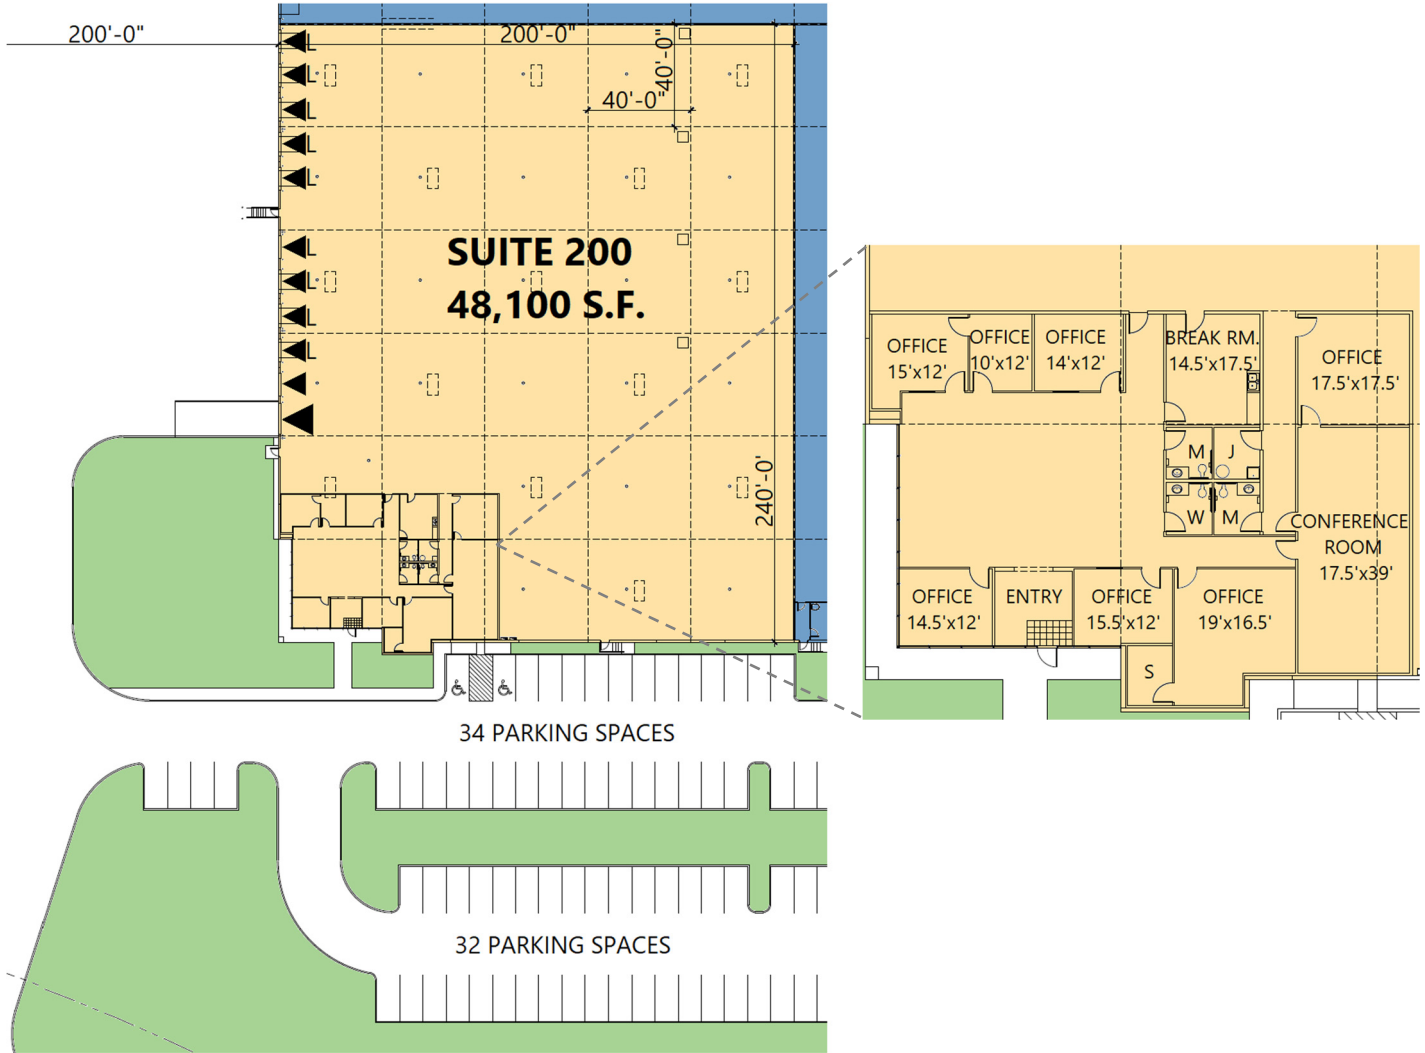 200'-0"
200'-0"
40'-0"
40'-0"
L
L
L
L
L
L
L
L
L
SUITE 200
48,100 S.F.
240'-0'
34 PARKING SPACES
32 PARKING SPACES
OFFICE
15'x12'
OFFICE
10'x12'
OFFICE
14'x12'
BREAK RM.
14.5'x17.5'
OFFICE
17.5'x17.5'
M
J
W
M
CONFERENCE
ROOM
17.5'x39'
OFFICE
14.5'x12'
ENTRY
OFFICE
15.5'x12'
OFFICE
19'x16.5'
S